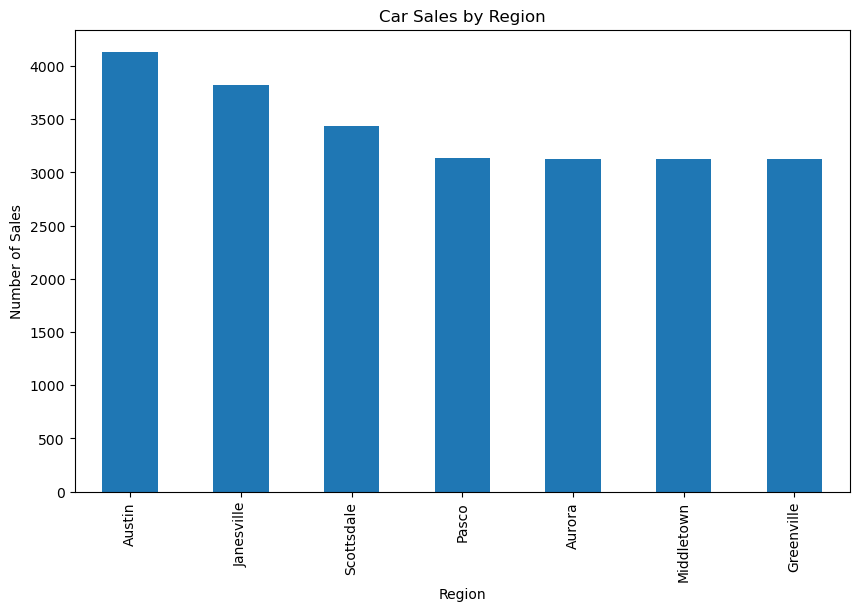 Car Sales by Region
Number of Sales
4000
3500
3000
2500
2000
1500
1000
500
0
Austin
Janesville
Scottsdale
Pasco
Aurora
Middletown
Greenville
Region